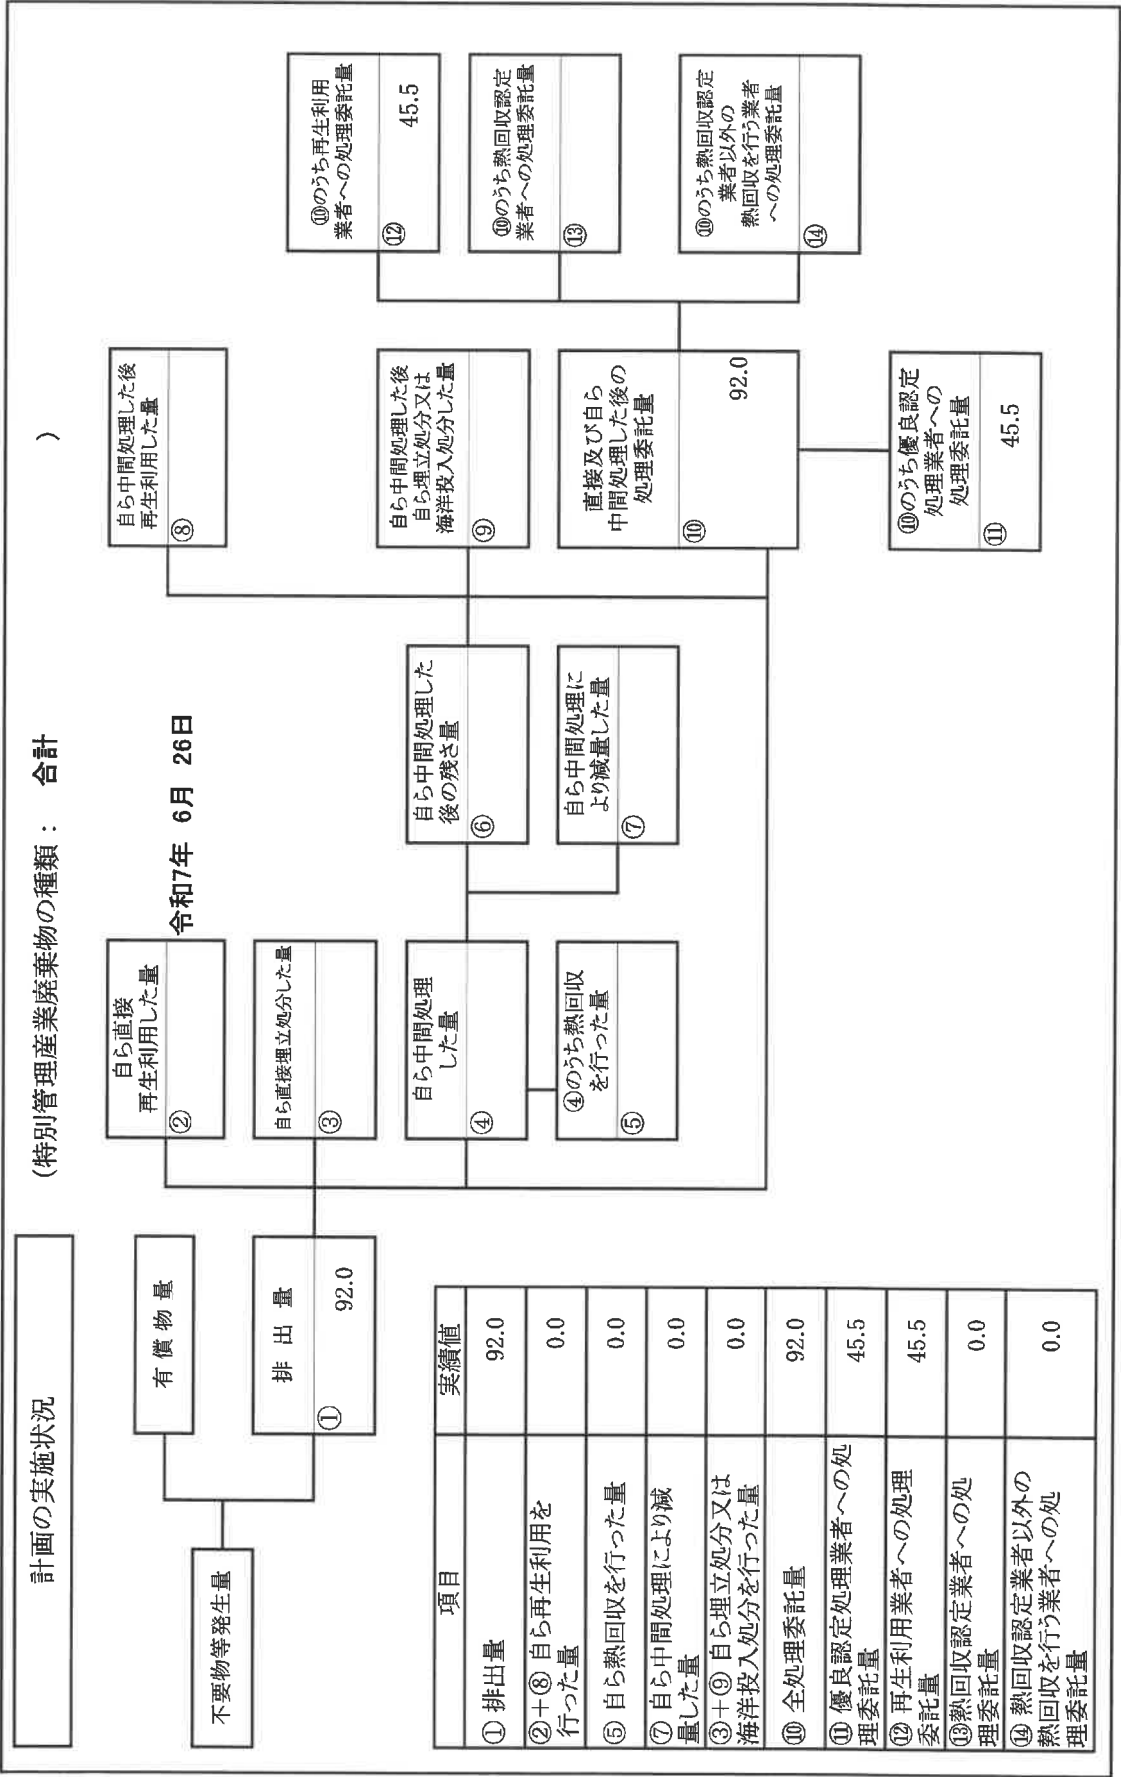 計画の実施状況
(特別管理産業廃棄物の種類： 合計 )
令和7年 6月 26日
不要物等発生量
有 償 物 量
排 出 量
① 92.0
自ら直接
再生利用した量
②
自ら直接埋立処分した量
③
自ら中間処理
した量
④
④のうち熱回収
を行った量
⑤
自ら中間処理した
後の残さ量
⑥
自ら中間処理に
より減量した量
⑦
自ら中間処理した後
再生利用した量
⑧
自ら中間処理した後
自ら埋立処分又は
海洋投入処分した量
⑨
直接及び自ら
中間処理した後の
処理委託量
⑩ 92.0
⑩のうち優良認定
処理業者への
処理委託量
⑪ 45.5
⑩のうち再生利用
業者への処理委託量
⑫ 45.5
⑩のうち熱回収認定
業者への処理委託量
⑬
⑩のうち熱回収認定
業者以外の
熱回収を行う業者
への処理委託量
⑭
項目 実績値
① 排出量 92.0
②＋⑧ 自ら再生利用を
行った量 0.0
⑤ 自ら熱回収を行った量 0.0
⑦ 自ら中間処理により減
量した量 0.0
③＋⑨ 自ら埋立処分又は
海洋投入処分を行った量 0.0
⑩ 全処理委託量 92.0
⑪ 優良認定処理業者への処
理委託量 45.5
⑫ 再生利用業者への処理
委託量 45.5
⑬熱回収認定業者への処
理委託量 0.0
⑭ 熱回収認定業者以外の
熱回収を行う業者への処
理委託量 0.0